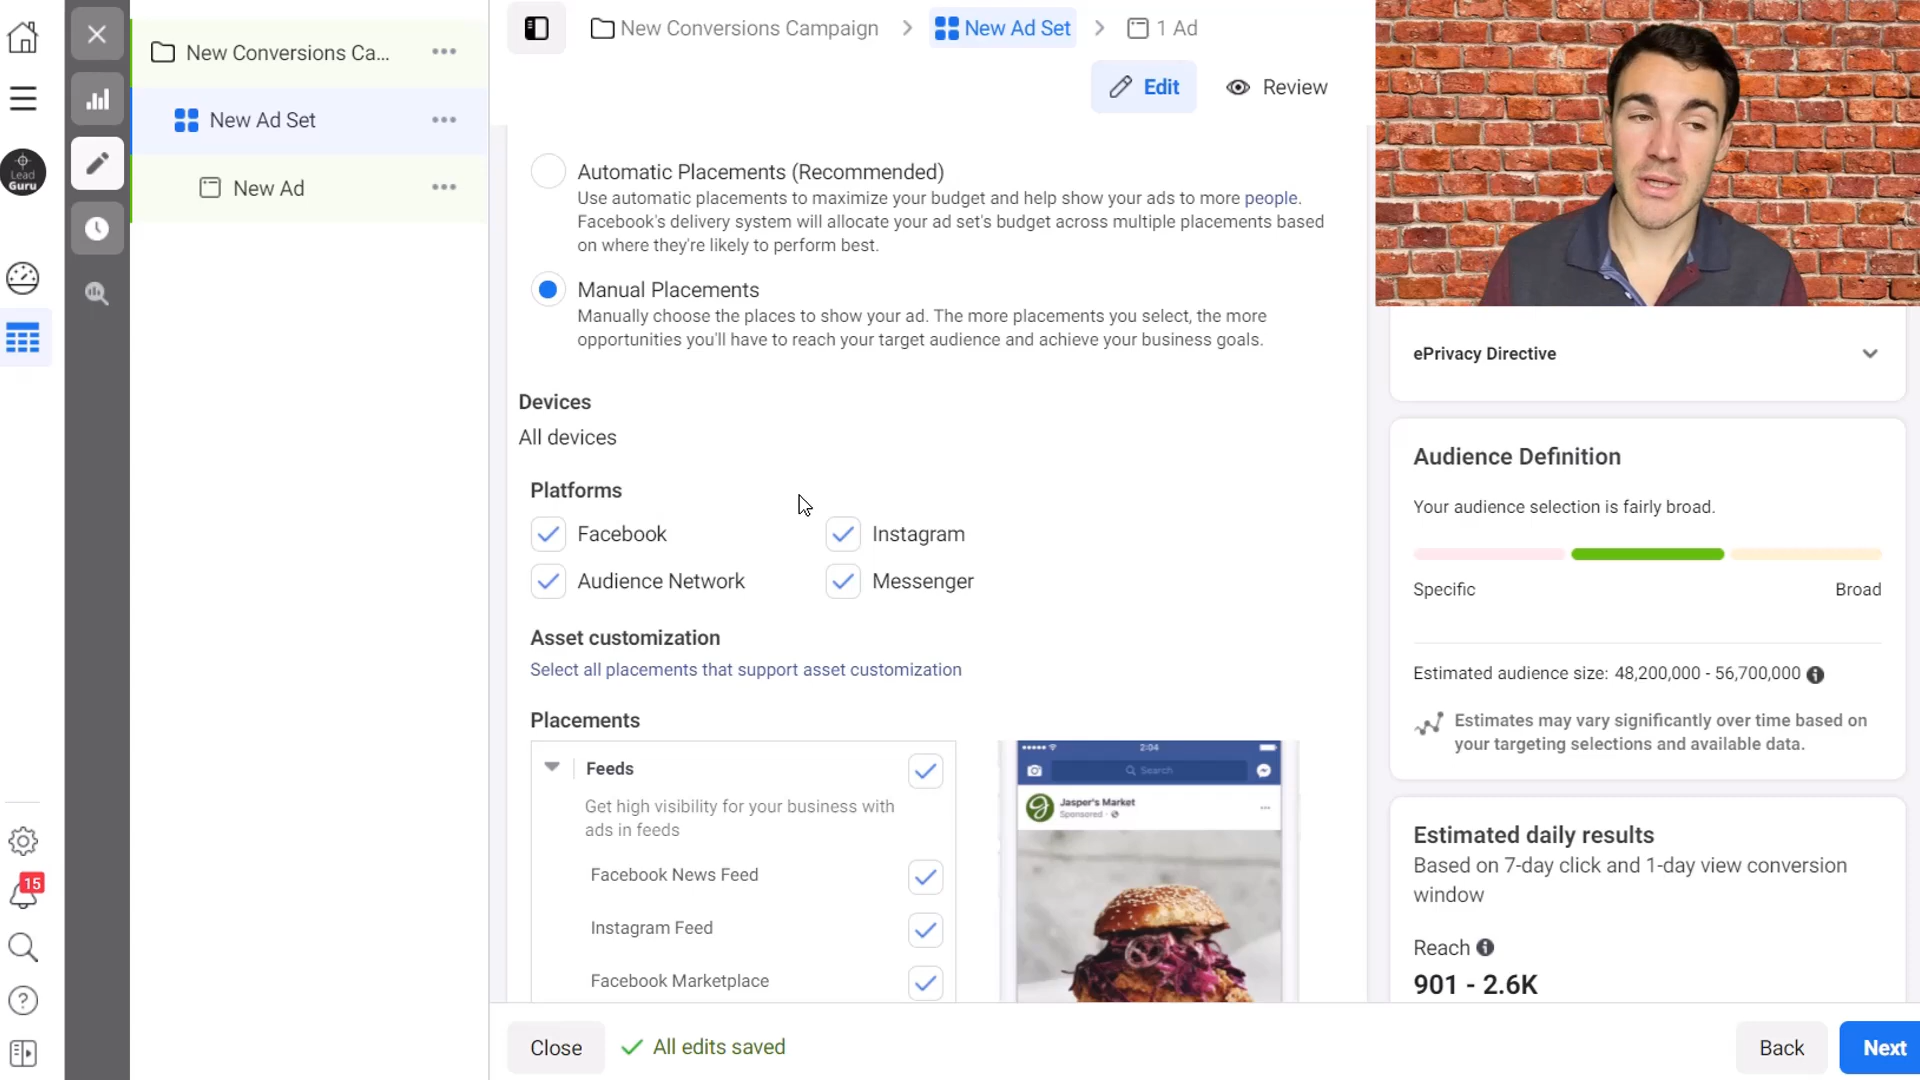 New Conversions Campaign
New Ad Set
1 Ad
New Conversions Ca...
Edit
Review
New Ad Set
Lead
Guru
New Ad
Automatic Placements (Recommended)
Use automatic placements to maximize your budget and help show your ads to more people.
Facebook's delivery system will allocate your ad set's budget across multiple placements based
on where they're likely to perform best.
Manual Placements
Manually choose the places to show your ad. The more placements you select, the more
opportunities you'll have to reach your target audience and achieve your business goals.
Devices
All devices
Platforms
Facebook
Instagram
Audience Network
Messenger
Asset customization
Select all placements that support asset customization
Placements
Feeds
Get high visibility for your business with
ads in feeds
Facebook News Feed
Instagram Feed
Facebook Marketplace
2:04
Search
Jasper's Market
Sponsored
ePrivacy Directive
Audience Definition
Your audience selection is fairly broad.
Specific
Broad
Estimated audience size: 48,200,000 - 56,700,000
Estimates may vary significantly over time based on
your targeting selections and available data.
Estimated daily results
Based on 7-day click and 1-day view conversion
window
Reach
901 - 2.6K
15
Close
All edits saved
Back
Next